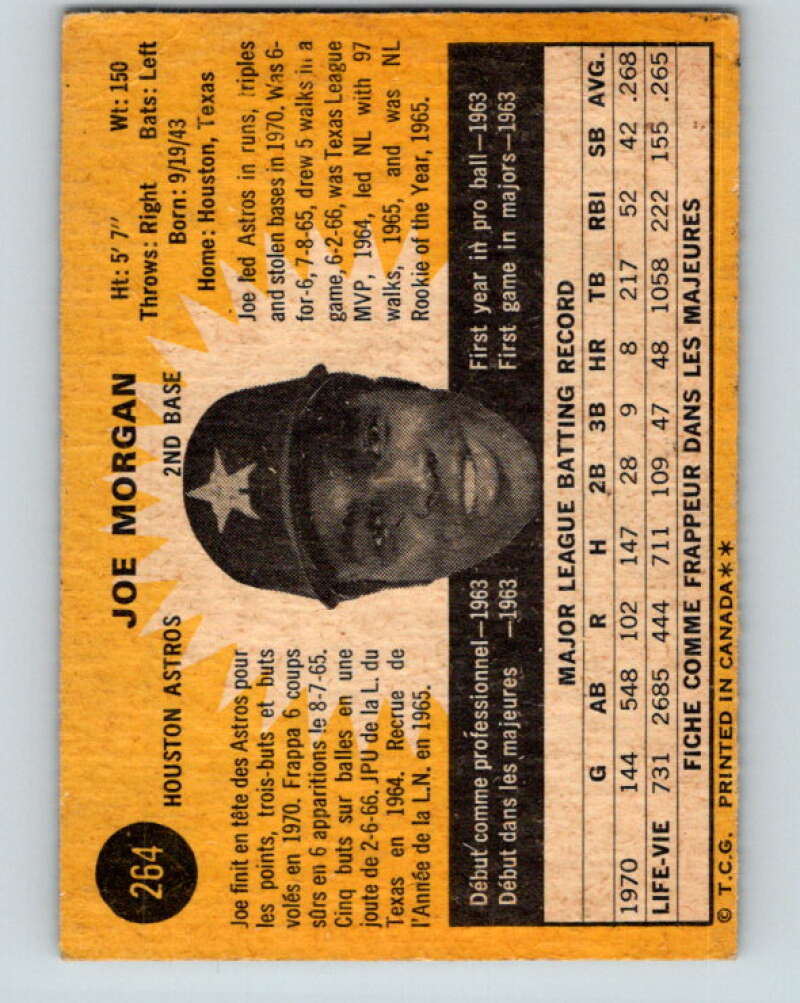 264
JOE MORGAN
HOUSTON ASTROS
2ND BASE
Ht: 5' 7" Wt: 150
Throws: Right Bats: Left
Born: 9/19/43
Home: Houston, Texas
Joe finit en tête des Astros pour
les points, trois-buts et buts
volés en 1970. Frappa 6 coups
sûrs en 6 apparitions le 8-7-65.
Cinq buts sur balles en une
joute de 2-6-66. JPU de la L. du
Texas en 1964. Recrue de
l'Année de la L.N. en 1965.
Joe led Astros in runs, triples
and stolen bases in 1970. Was 6-
for-6, 7-8-65, drew 5 walks in a
game, 6-2-66, was Texas League
MVP, 1964, led NL with 97
walks, 1965, and was NL
Rookie of the Year, 1965.
Début comme professionnel—1963
Début dans les majeures —1963
First year in pro ball—1963
First game in majors—1963
MAJOR LEAGUE BATTING RECORD
G AB R H 2B 3B HR TB RBI SB AVG.
1970 144 548 102 147 28 9 8 217 52 42 .268
LIFE-VIE 731 2685 444 711 109 47 48 1058 222 155 .265
FICHE COMME FRAPPEUR DANS LES MAJEURES
© T.C.G. PRINTED IN CANADA**